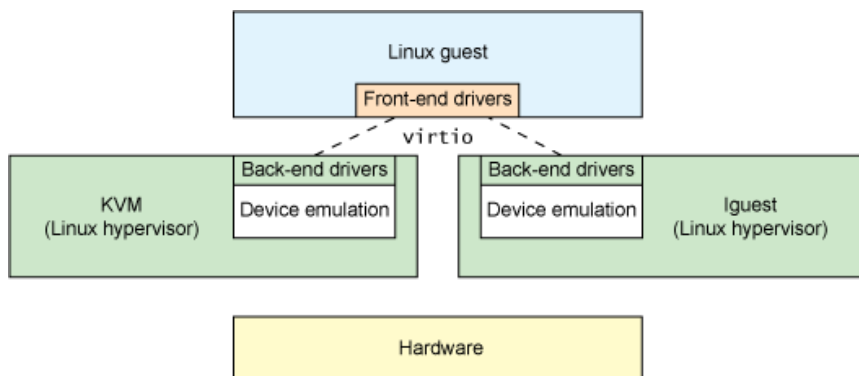 Linux guest
Front-end drivers
virtio
Back-end drivers
Device emulation
KVM
(Linux hypervisor)
Back-end drivers
Device emulation
lguest
(Linux hypervisor)
Hardware